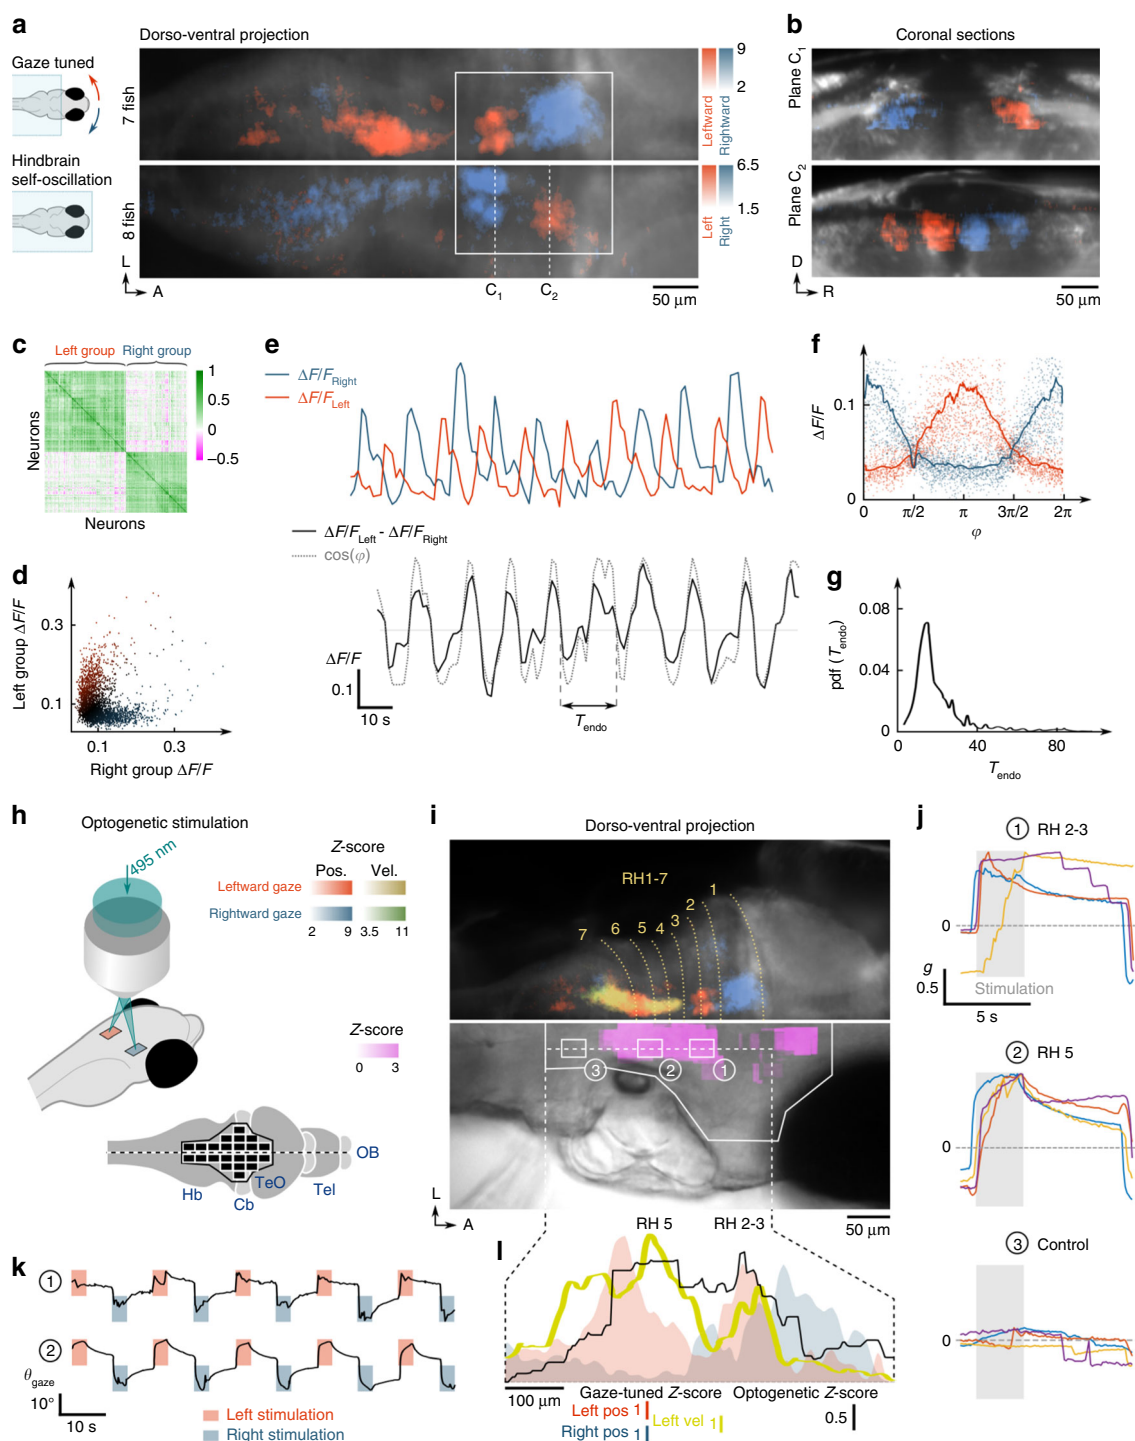 a
Dorso-ventral projection
Gaze tuned
7 fish
9
2
Leftward
Rightward
Hindbrain
self-oscillation
8 fish
6.5
1.5
Left
Right
L
A
C1
C2
50 μm
b
Coronal sections
Plane C1
Plane C2
D
R
50 μm
c
Left group
Right group
Neurons
Neurons
1
0.5
0
−0.5
d
Left group ΔF/F
0.3
0.1
0.1
0.3
Right group ΔF/F
e
ΔF/FRight
ΔF/FLeft
ΔF/FLeft - ΔF/FRight
cos(φ)
ΔF/F
0.1
10 s
Tendo
f
ΔF/F
0.1
0
0
π/2
π
3π/2
2π
φ
g
pdf (Tendo)
0.08
0.04
0
0
40
80
Tendo
h
Optogenetic stimulation
495 nm
Z-score
Pos.
Vel.
Leftward gaze
Rightward gaze
2
9
3.5
11
Z-score
0
3
Hb
Cb
TeO
Tel
OB
i
Dorso-ventral projection
RH1-7
7
6
5
4
3
2
1
3
2
1
L
A
50 μm
j
1 RH 2-3
0
g
0.5
Stimulation
5 s
2 RH 5
0
3 Control
0
k
1
2
θgaze
10°
10 s
Left stimulation
Right stimulation
l
RH 5
RH 2-3
100 μm
Gaze-tuned Z-score
Left pos 1
Right pos 1
Left vel 1
Optogenetic Z-score
0.5